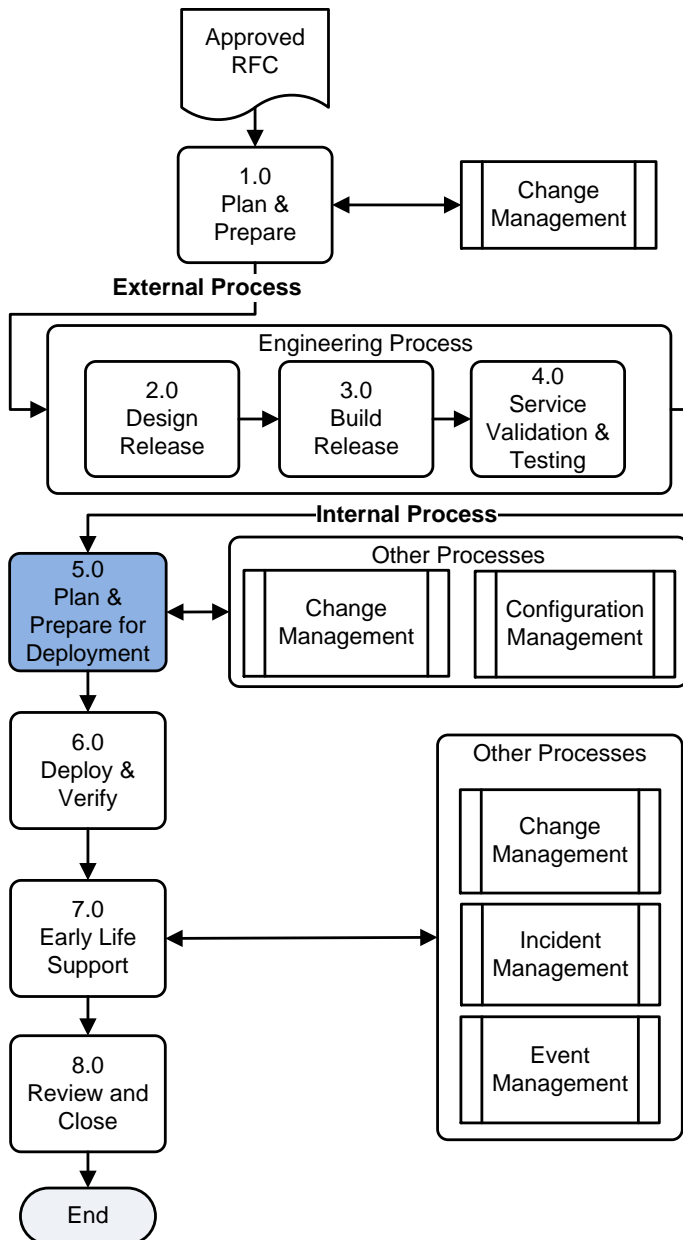 Approved
RFC
1.0
Plan &
Prepare
Change
Management
External Process
Engineering Process
2.0
Design
Release
3.0
Build
Release
4.0
Service
Validation &
Testing
Internal Process
5.0
Plan &
Prepare for
Deployment
Other Processes
Change
Management
Configuration
Management
6.0
Deploy &
Verify
Other Processes
Change
Management
7.0
Early Life
Support
Incident
Management
Event
Management
8.0
Review and
Close
End